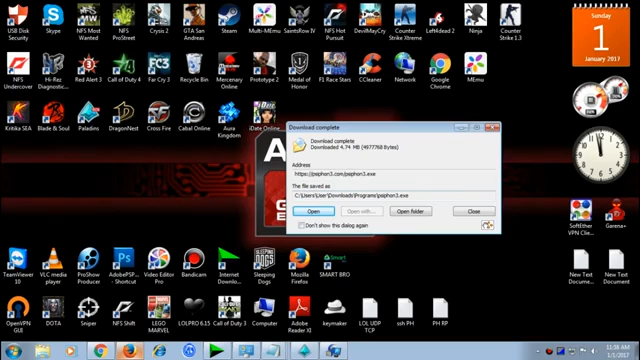 USB Disk Security
Skype
NFS Most Wanted
NFS ProStreet
Crysis 2
GTA San Andreas
Steam
Multi-MEmu
SaintsRow IV
NFS Hot Pursuit
DevilMayCry
Counter Strike Xtreme
Left4dead 2
Ninja
Counter Strike 1.3
Sunday
1
January 2017
NFS Undercover
Hi-Rez Diagnostic...
Red Alert 3
Call of Duty 4
Far Cry 3
Recycle Bin
Mercenary Online
Prototype 2
Medal of Honor
F1 Race Stars
CCleaner
Network
Google Chrome
MEmu
Kritika SEA
Blade & Soul
Paladins
DragonNest
Cross Fire
Cabal Online
Aura Kingdom
iDate Online
Download complete
Download complete
Downloaded 4.74 MB (4977768 Bytes)
Address
https://psiphon3.com/psiphon3.exe
The file saved as
C:\Users\User\Downloads\Programs\psiphon3.exe
Open
Open with...
Open folder
Close
Don't show this dialog again
SoftEther VPN Client...
Garena+
TeamViewer 10
VLC media player
ProShow Producer
AdobePSP... - Shortcut
Video Editor Pro
Bandicam
Internet Downlo...
Sleeping Dogs
Mozilla Firefox
SMART BRO
New Text Document
New Text Document...
OpenVPN GUI
DOTA
Sniper
NFS Shift
LEGO MARVEL
LOLPRO 6.15
Call of Duty 3
Computer
Adobe Reader XI
keymaker
LOL UDP TCT
ssh PH
PH RP
11:58 AM
1/1/2017